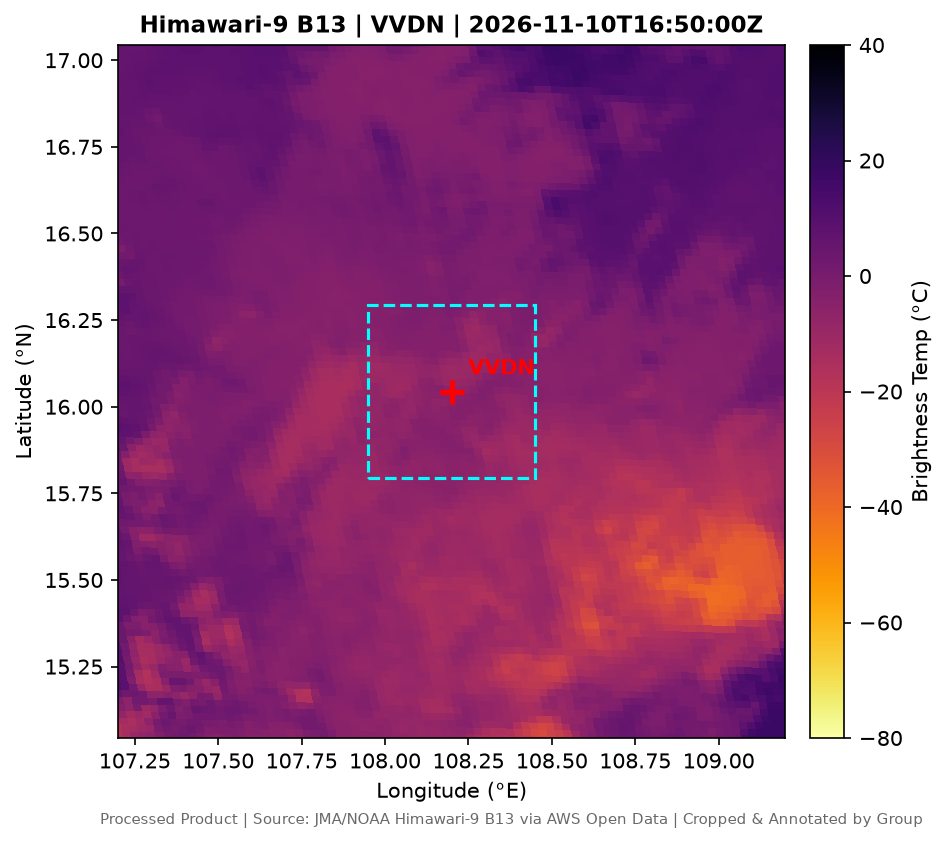 Himawari-9 B13 | VVDN | 2026-11-10T16:50:00Z
17.00
16.75
16.50
16.25
16.00
15.75
15.50
15.25
Latitude (°N)
VVDN
107.25 107.50 107.75 108.00 108.25 108.50 108.75 109.00
Longitude (°E)
40
20
0
−20
−40
−60
−80
Brightness Temp (°C)
Processed Product | Source: JMA/NOAA Himawari-9 B13 via AWS Open Data | Cropped & Annotated by Group